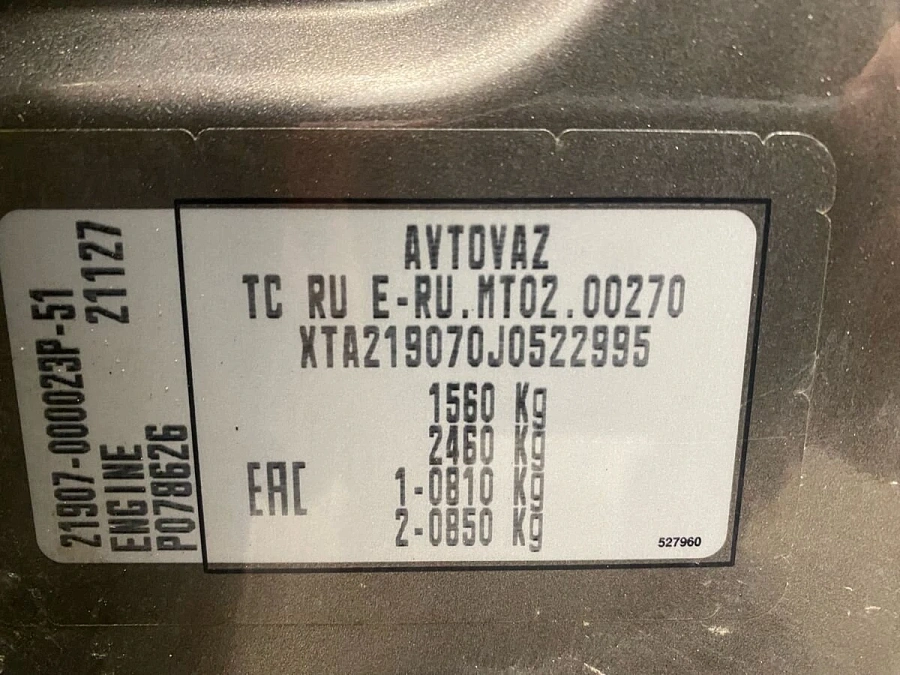 21907-000023P-51
ENGINE 21127
P078626
AVTOVAZ
TC RU E-RU.MT02.00270
XTA219070J0522995
1560 Kg
2460 Kg
1-0810 Kg
2-0850 Kg
EAC
527960